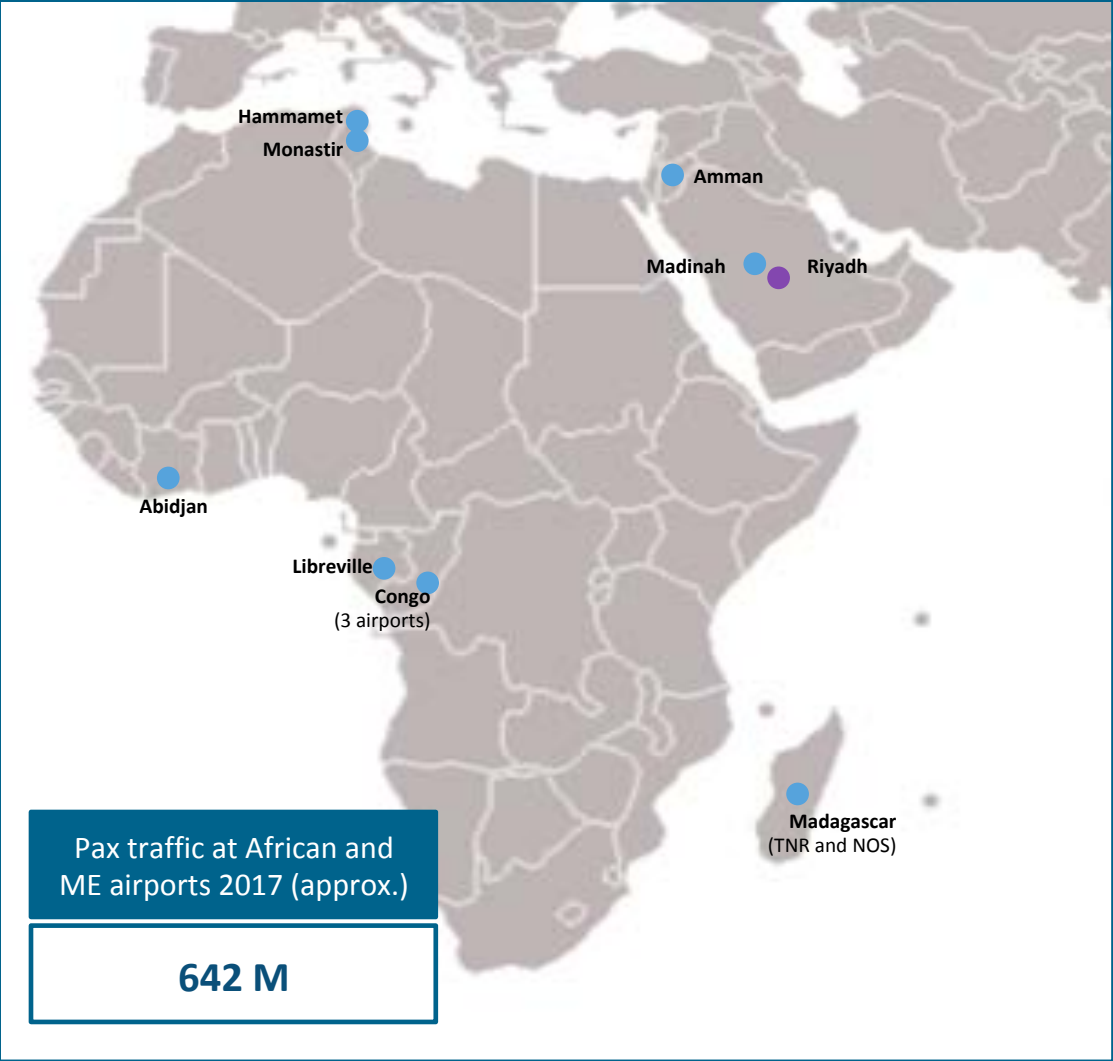 Hammamet
Monastir
Amman
Madinah
Riyadh
Abidjan
Libreville
Congo
(3 airports)
Madagascar
(TNR and NOS)
Pax traffic at African and
ME airports 2017 (approx.)
642 M